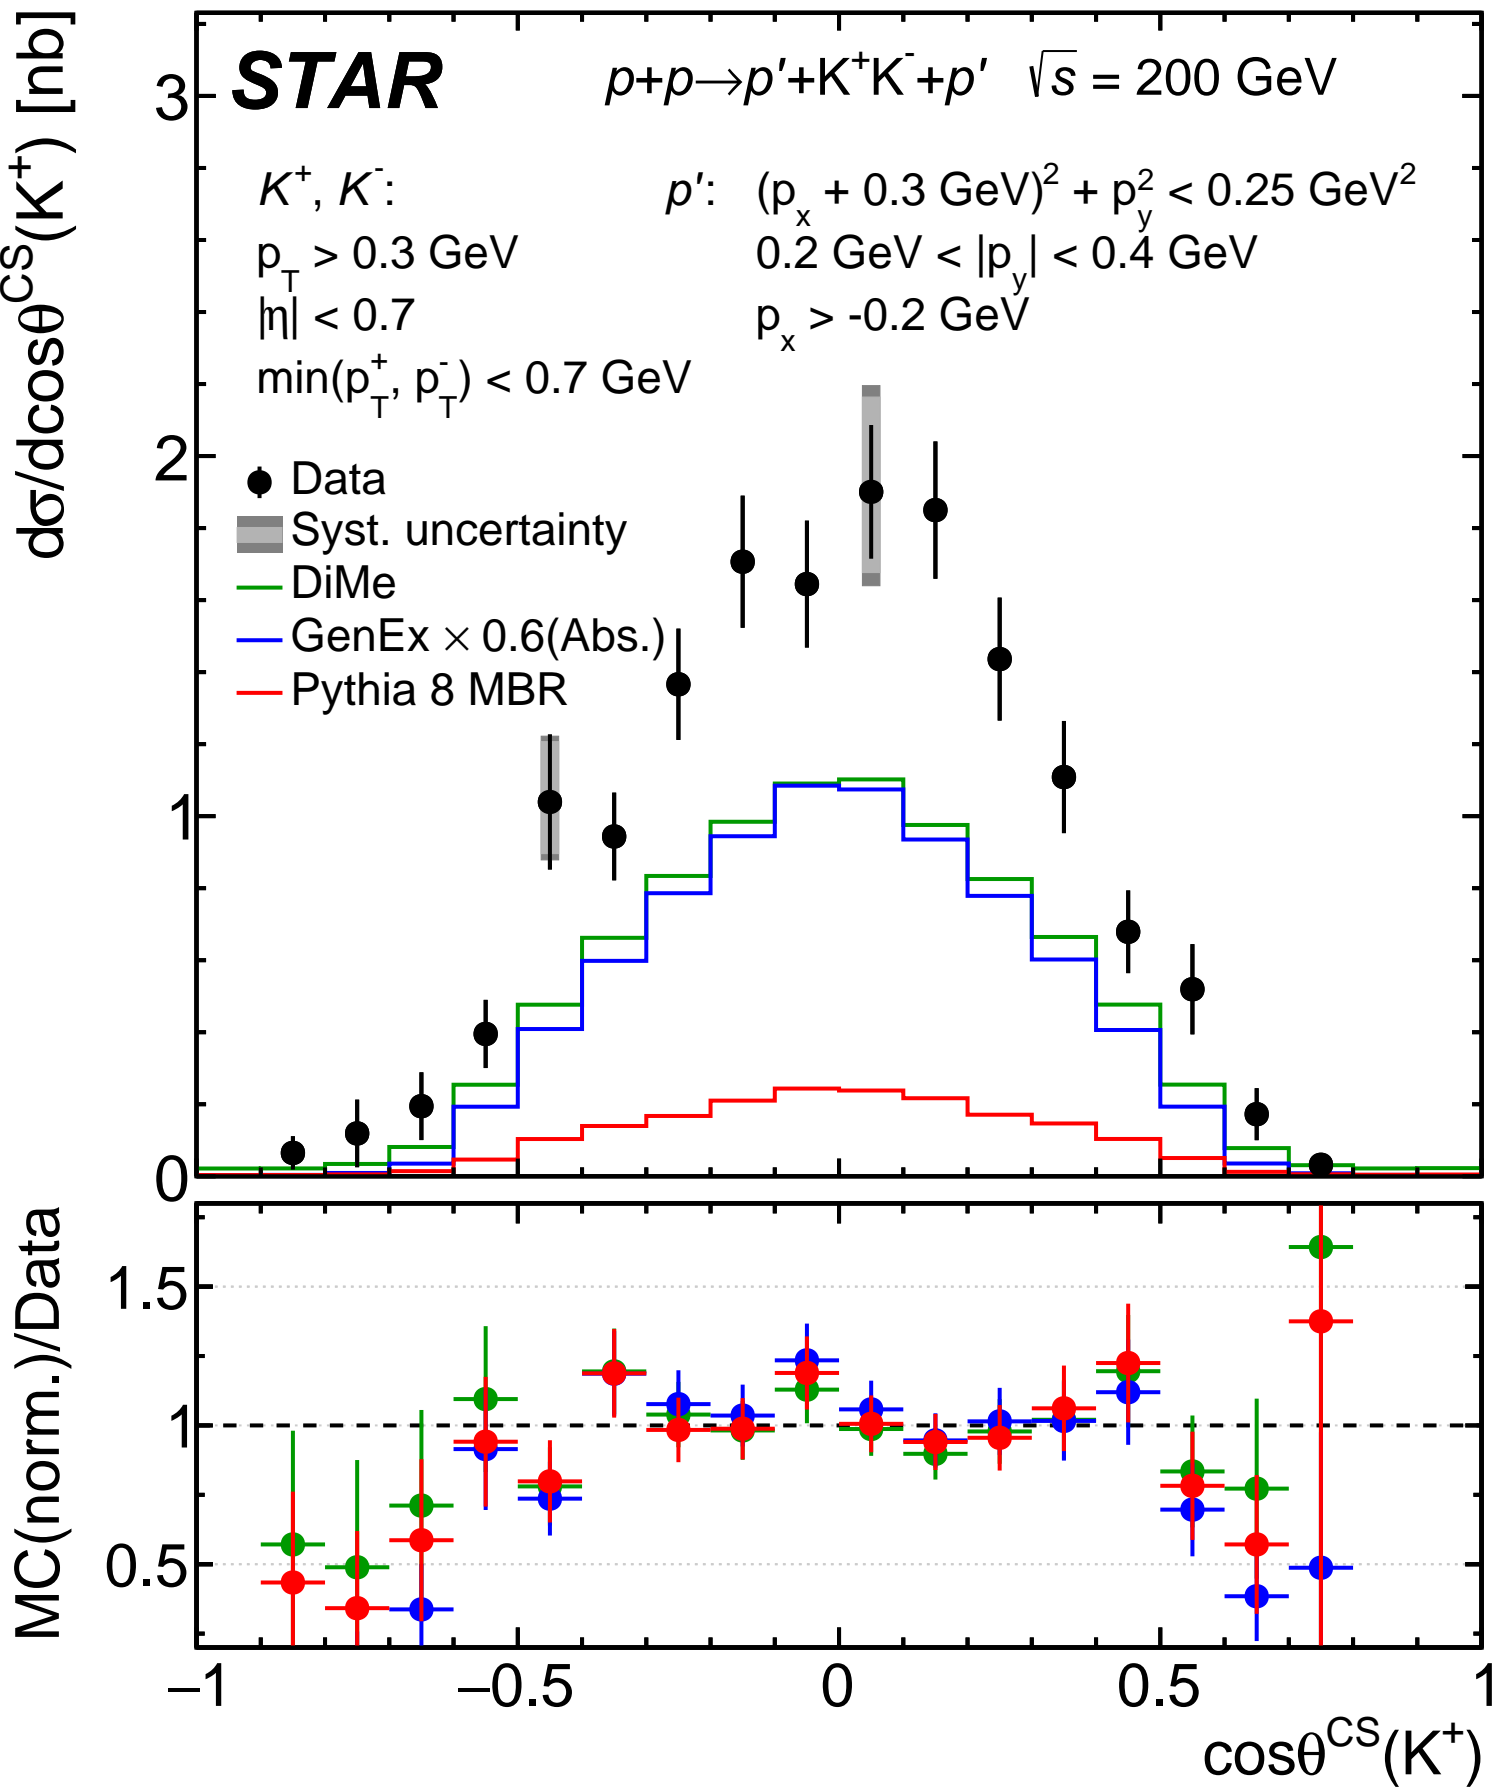 dσ/dcosθ^CS(K⁺) [nb]
STAR p+p→p′+K⁺K⁻+p′ √s = 200 GeV
K⁺, K⁻: p′: (p_x + 0.3 GeV)² + p_y² < 0.25 GeV²
p_T > 0.3 GeV 0.2 GeV < |p_y| < 0.4 GeV
|η| < 0.7 p_x > -0.2 GeV
min(p_T⁺, p_T⁻) < 0.7 GeV
Data
Syst. uncertainty
DiMe
GenEx × 0.6(Abs.)
Pythia 8 MBR
3
2
1
0
MC(norm.)/Data
1.5
1
0.5
−1 −0.5 0 0.5 1
cosθ^CS(K⁺)